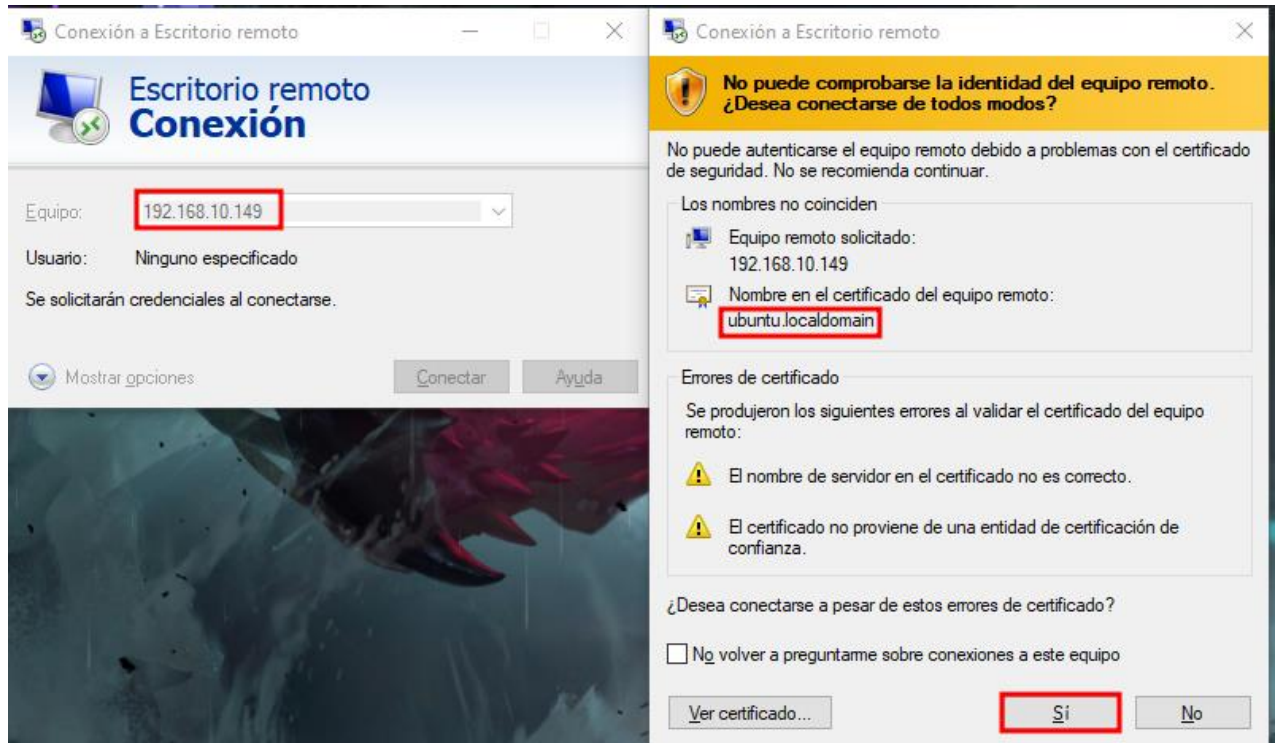 Conexión a Escritorio remoto
Escritorio remoto
Conexión
Equipo: 192.168.10.149
Usuario: Ninguno especificado
Se solicitarán credenciales al conectarse.
Mostrar opciones
Conectar
Ayuda
Conexión a Escritorio remoto
No puede comprobarse la identidad del equipo remoto.
¿Desea conectarse de todos modos?
No puede autenticarse el equipo remoto debido a problemas con el certificado
de seguridad. No se recomienda continuar.
Los nombres no coinciden
Equipo remoto solicitado:
192.168.10.149
Nombre en el certificado del equipo remoto:
ubuntu.localdomain
Errores de certificado
Se produjeron los siguientes errores al validar el certificado del equipo
remoto:
El nombre de servidor en el certificado no es correcto.
El certificado no proviene de una entidad de certificación de
confianza.
¿Desea conectarse a pesar de estos errores de certificado?
No volver a preguntarme sobre conexiones a este equipo
Ver certificado...
Sí
No